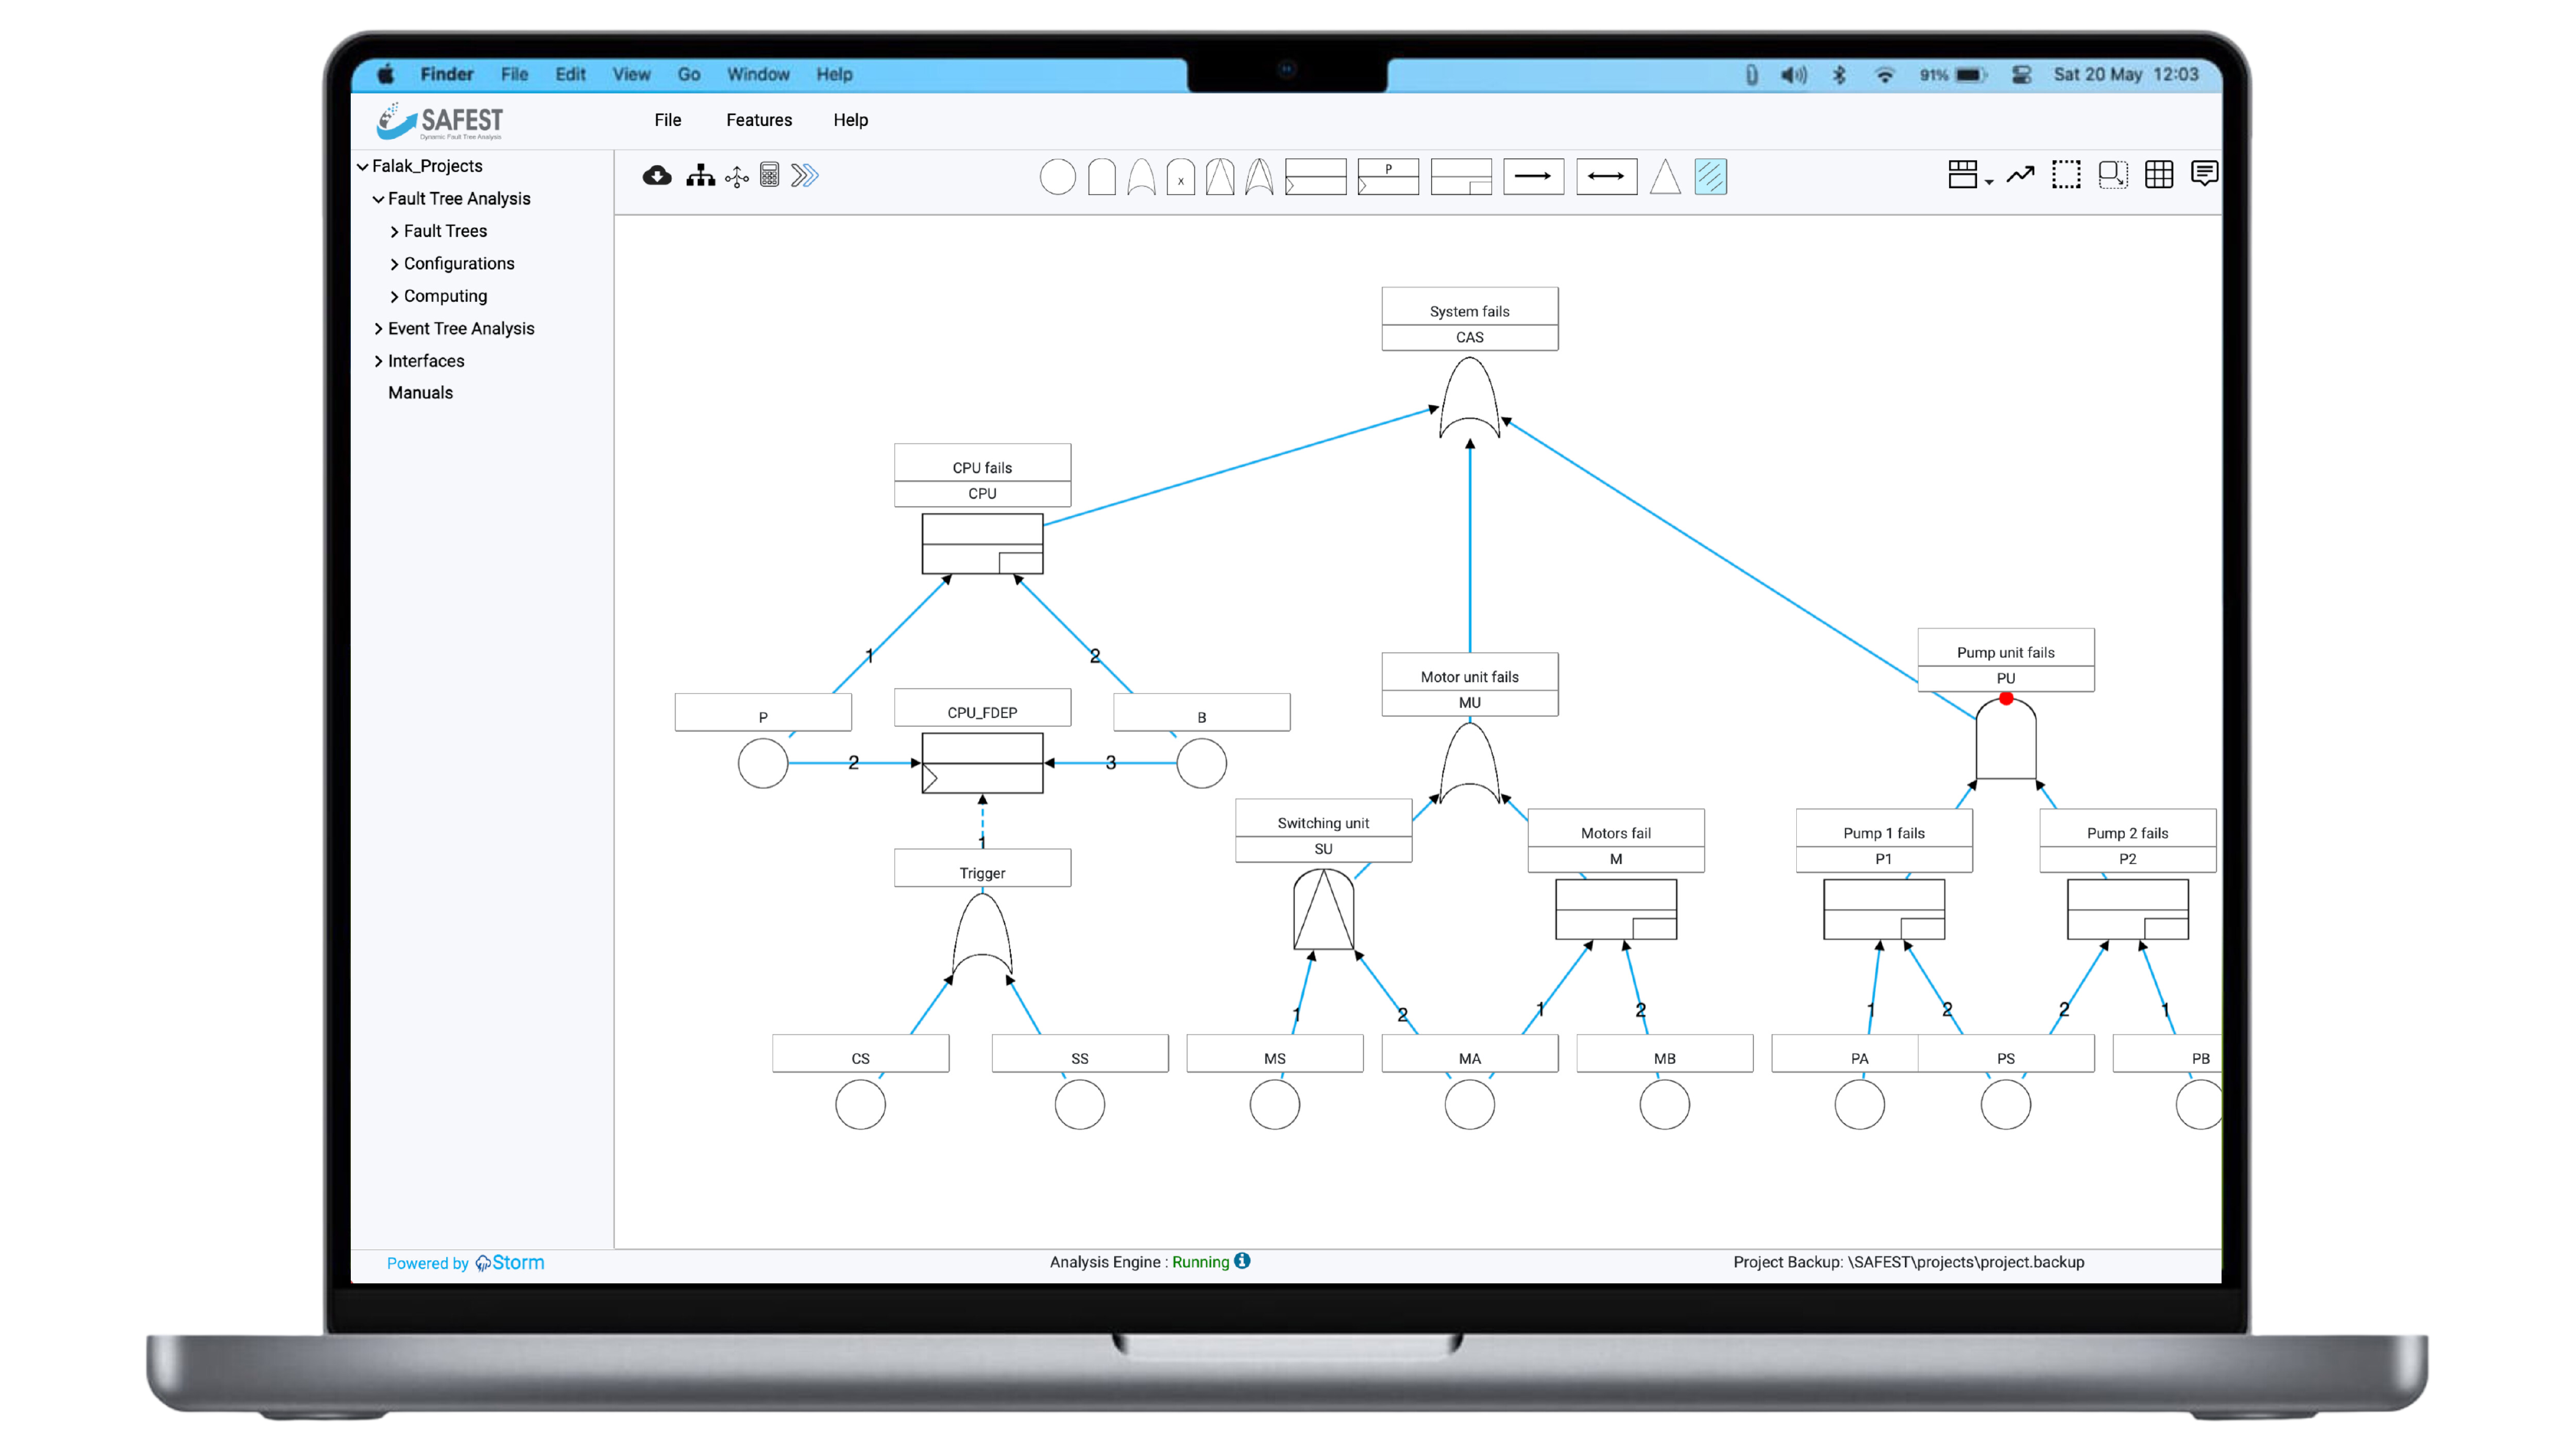 Finder File Edit View Go Window Help
91% Sat 20 May 12:03
SAFEST
Dynamic Fault Tree Analysis
File Features Help
Falak_Projects
Fault Tree Analysis
Fault Trees
Configurations
Computing
Event Tree Analysis
Interfaces
Manuals
x
P
System fails
CAS
CPU fails
CPU
1
2
Pump unit fails
PU
Motor unit fails
MU
P
CPU_FDEP
B
2
3
1
Switching unit
SU
Motors fail
M
Pump 1 fails
P1
Pump 2 fails
P2
Trigger
1
2
1
2
1
2
2
1
CS
SS
MS
MA
MB
PA
PS
PB
Powered by Storm
Analysis Engine : Running
Project Backup: \SAFEST\projects\project.backup